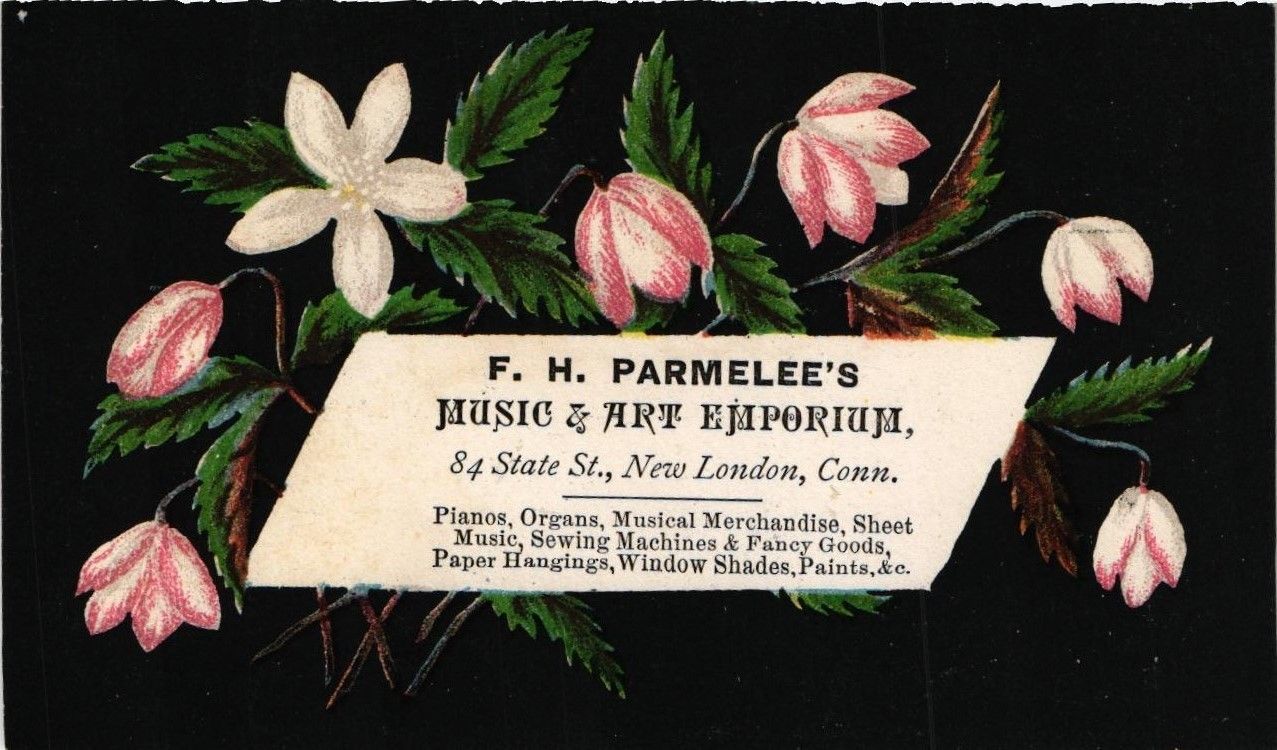 F. H. PARMELEE'S
MUSIC & ART EMPORIUM,
84 State St., New London, Conn.
Pianos, Organs, Musical Merchandise, Sheet
Music, Sewing Machines & Fancy Goods,
Paper Hangings, Window Shades, Paints, &c.